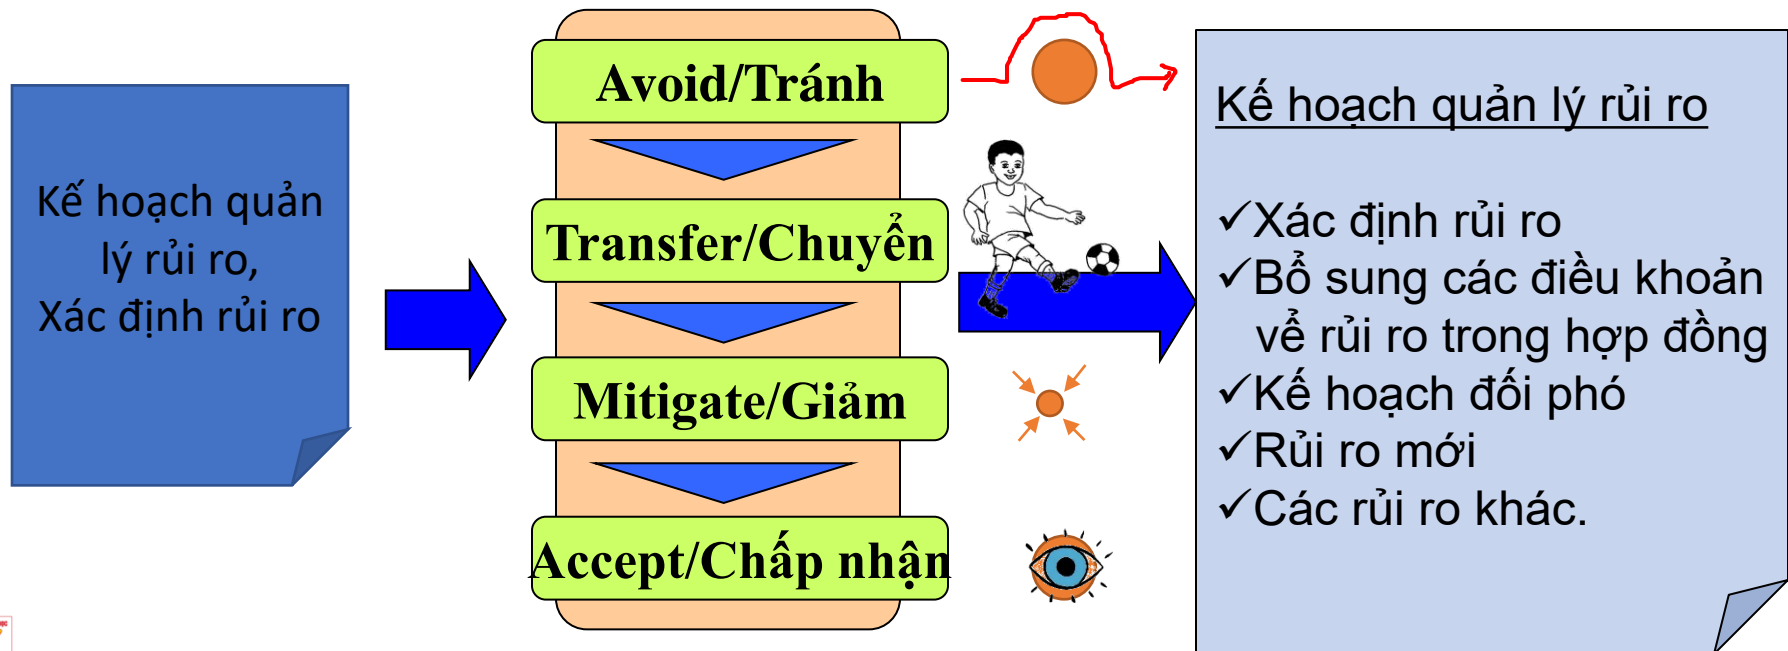 Kế hoạch quản
lý rủi ro,
Xác định rủi ro
Avoid/Tránh
Transfer/Chuyển
Mitigate/Giảm
Accept/Chấp nhận
Kế hoạch quản lý rủi ro
✓Xác định rủi ro
✓Bổ sung các điều khoản
vể rủi ro trong hợp đồng
✓Kế hoạch đối phó
✓Rủi ro mới
✓Các rủi ro khác.